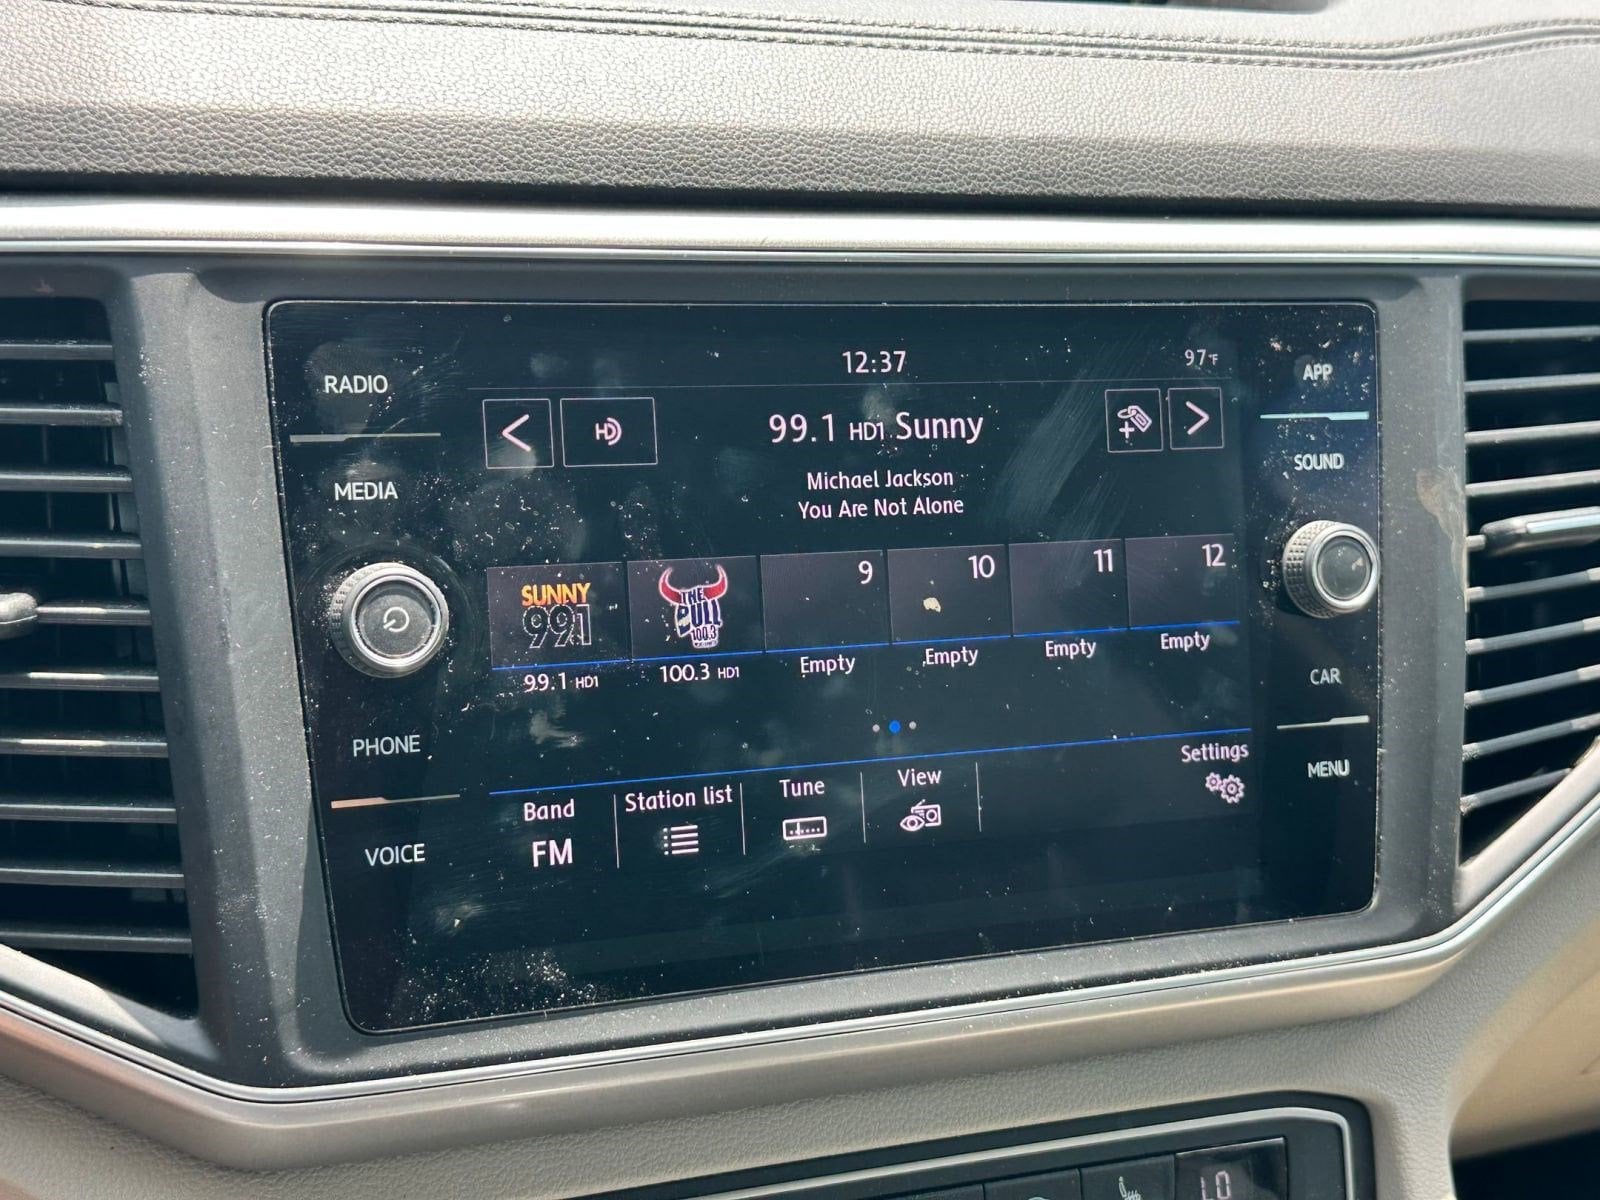 12:37
97°F
RADIO
APP
HD
99.1 HD1 Sunny
MEDIA
SOUND
Michael Jackson
You Are Not Alone
SUNNY
99.1
THE
BULL
100.3
9
10
11
12
99.1 HD1
100.3 HD1
Empty
Empty
Empty
Empty
CAR
PHONE
MENU
VOICE
Band
FM
Station list
Tune
View
Settings
LO